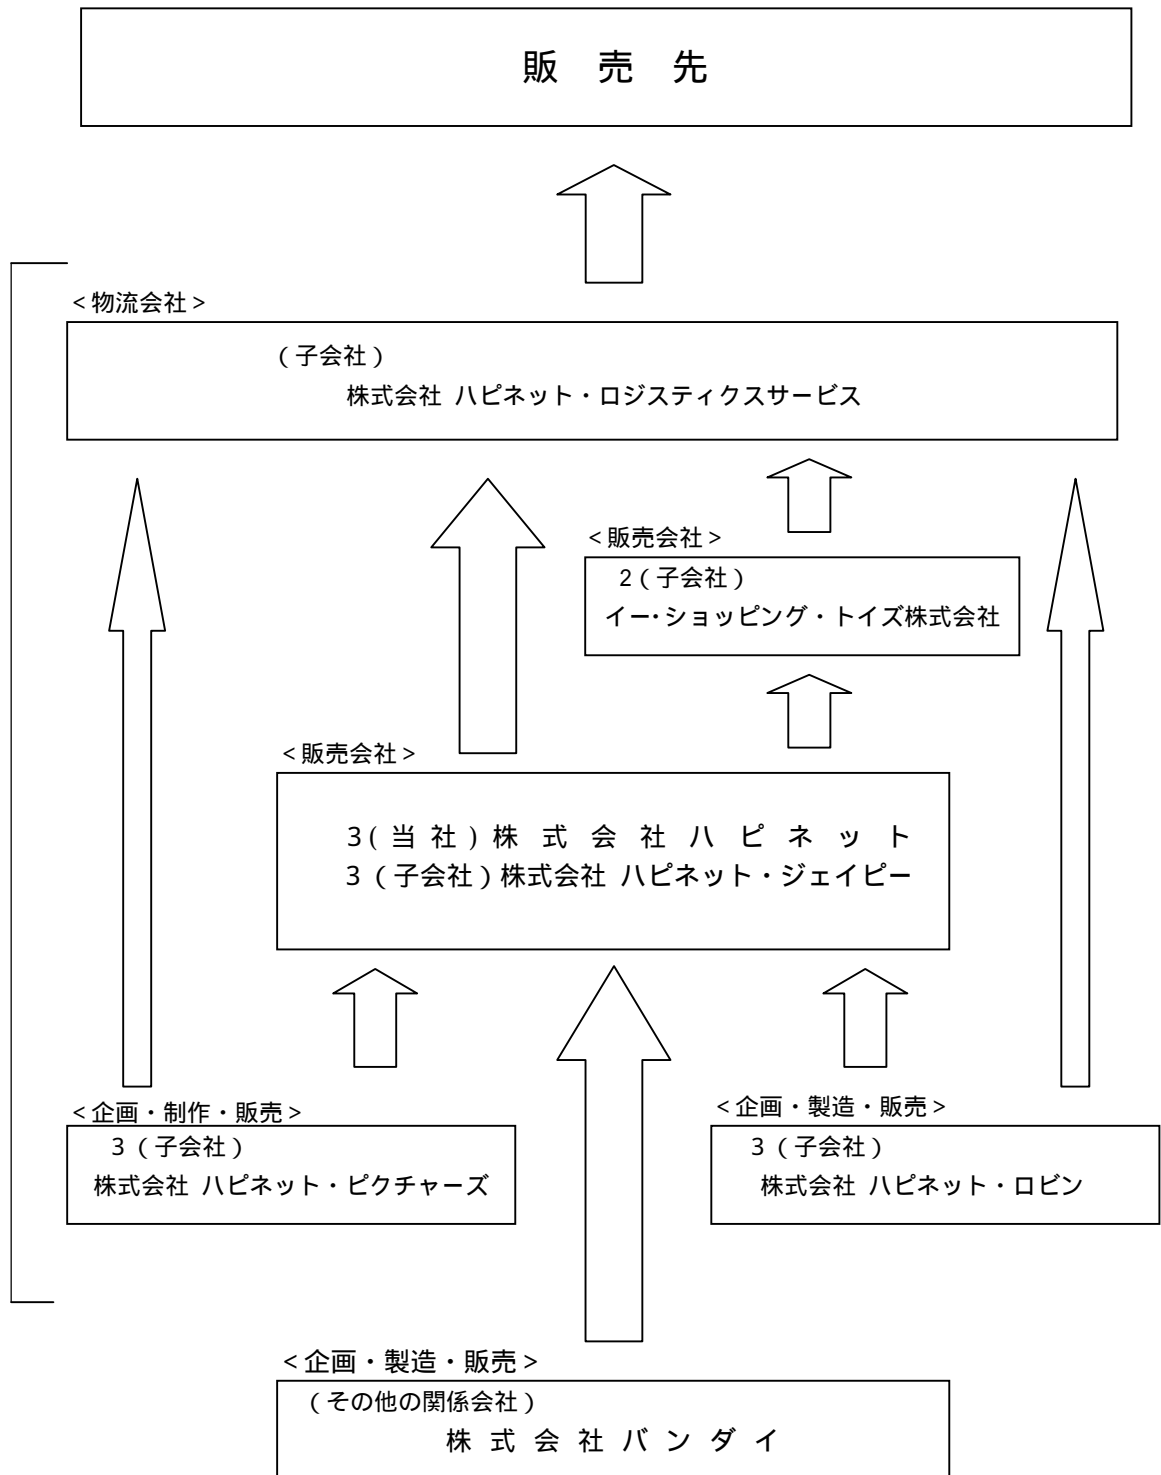 販 売 先
<物流会社>
(子会社)
株式会社 ハピネット・ロジスティクスサービス
<販売会社>
2(子会社)
イー・ショッピング・トイズ株式会社
<販売会社>
3(当社)株式会社ハピネット
3(子会社)株式会社 ハピネット・ジェイピー
<企画・制作・販売>
3(子会社)
株式会社 ハピネット・ピクチャーズ
<企画・製造・販売>
3(子会社)
株式会社 ハピネット・ロビン
<企画・製造・販売>
(その他の関係会社)
株式会社バンダイ